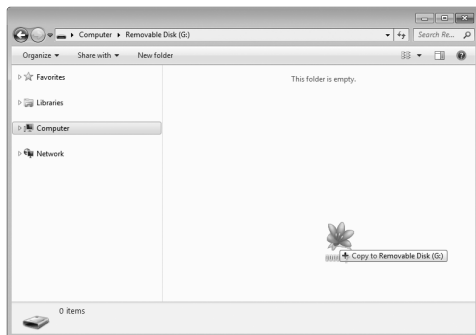 Computer ▸ Removable Disk (G:)
Search Re...
Organize ▾ Share with ▾ New folder
Favorites
This folder is empty.
Libraries
Computer
Network
Copy to Removable Disk (G:)
0 items